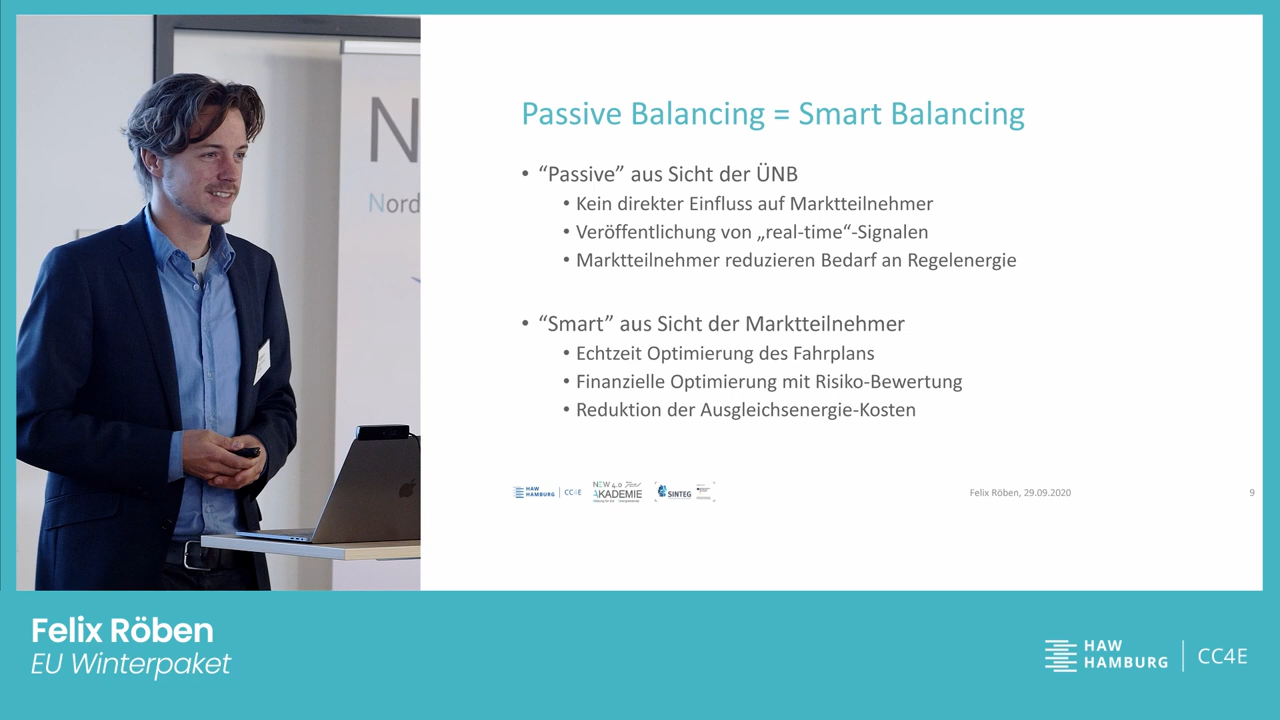 N
Nord
Passive Balancing = Smart Balancing
• “Passive” aus Sicht der ÜNB
• Kein direkter Einfluss auf Marktteilnehmer
• Veröffentlichung von „real-time“-Signalen
• Marktteilnehmer reduzieren Bedarf an Regelenergie
• “Smart” aus Sicht der Marktteilnehmer
• Echtzeit Optimierung des Fahrplans
• Finanzielle Optimierung mit Risiko-Bewertung
• Reduktion der Ausgleichsenergie-Kosten
HAW HAMBURG | CC4E
NEW 4.0
AKADEMIE
SINTEG
Felix Röben, 29.09.2020
9
Felix Röben
EU Winterpaket
HAW
HAMBURG
CC4E